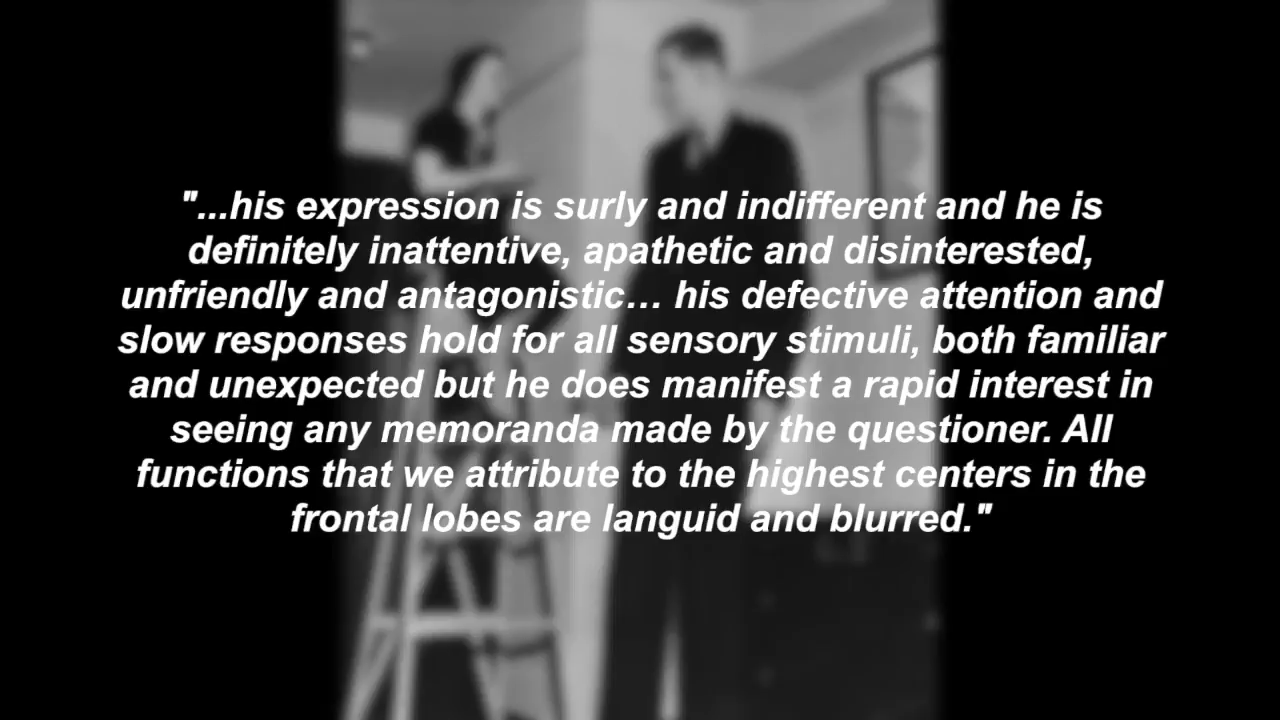 "...his expression is surly and indifferent and he is
definitely inattentive, apathetic and disinterested,
unfriendly and antagonistic… his defective attention and
slow responses hold for all sensory stimuli, both familiar
and unexpected but he does manifest a rapid interest in
seeing any memoranda made by the questioner. All
functions that we attribute to the highest centers in the
frontal lobes are languid and blurred."